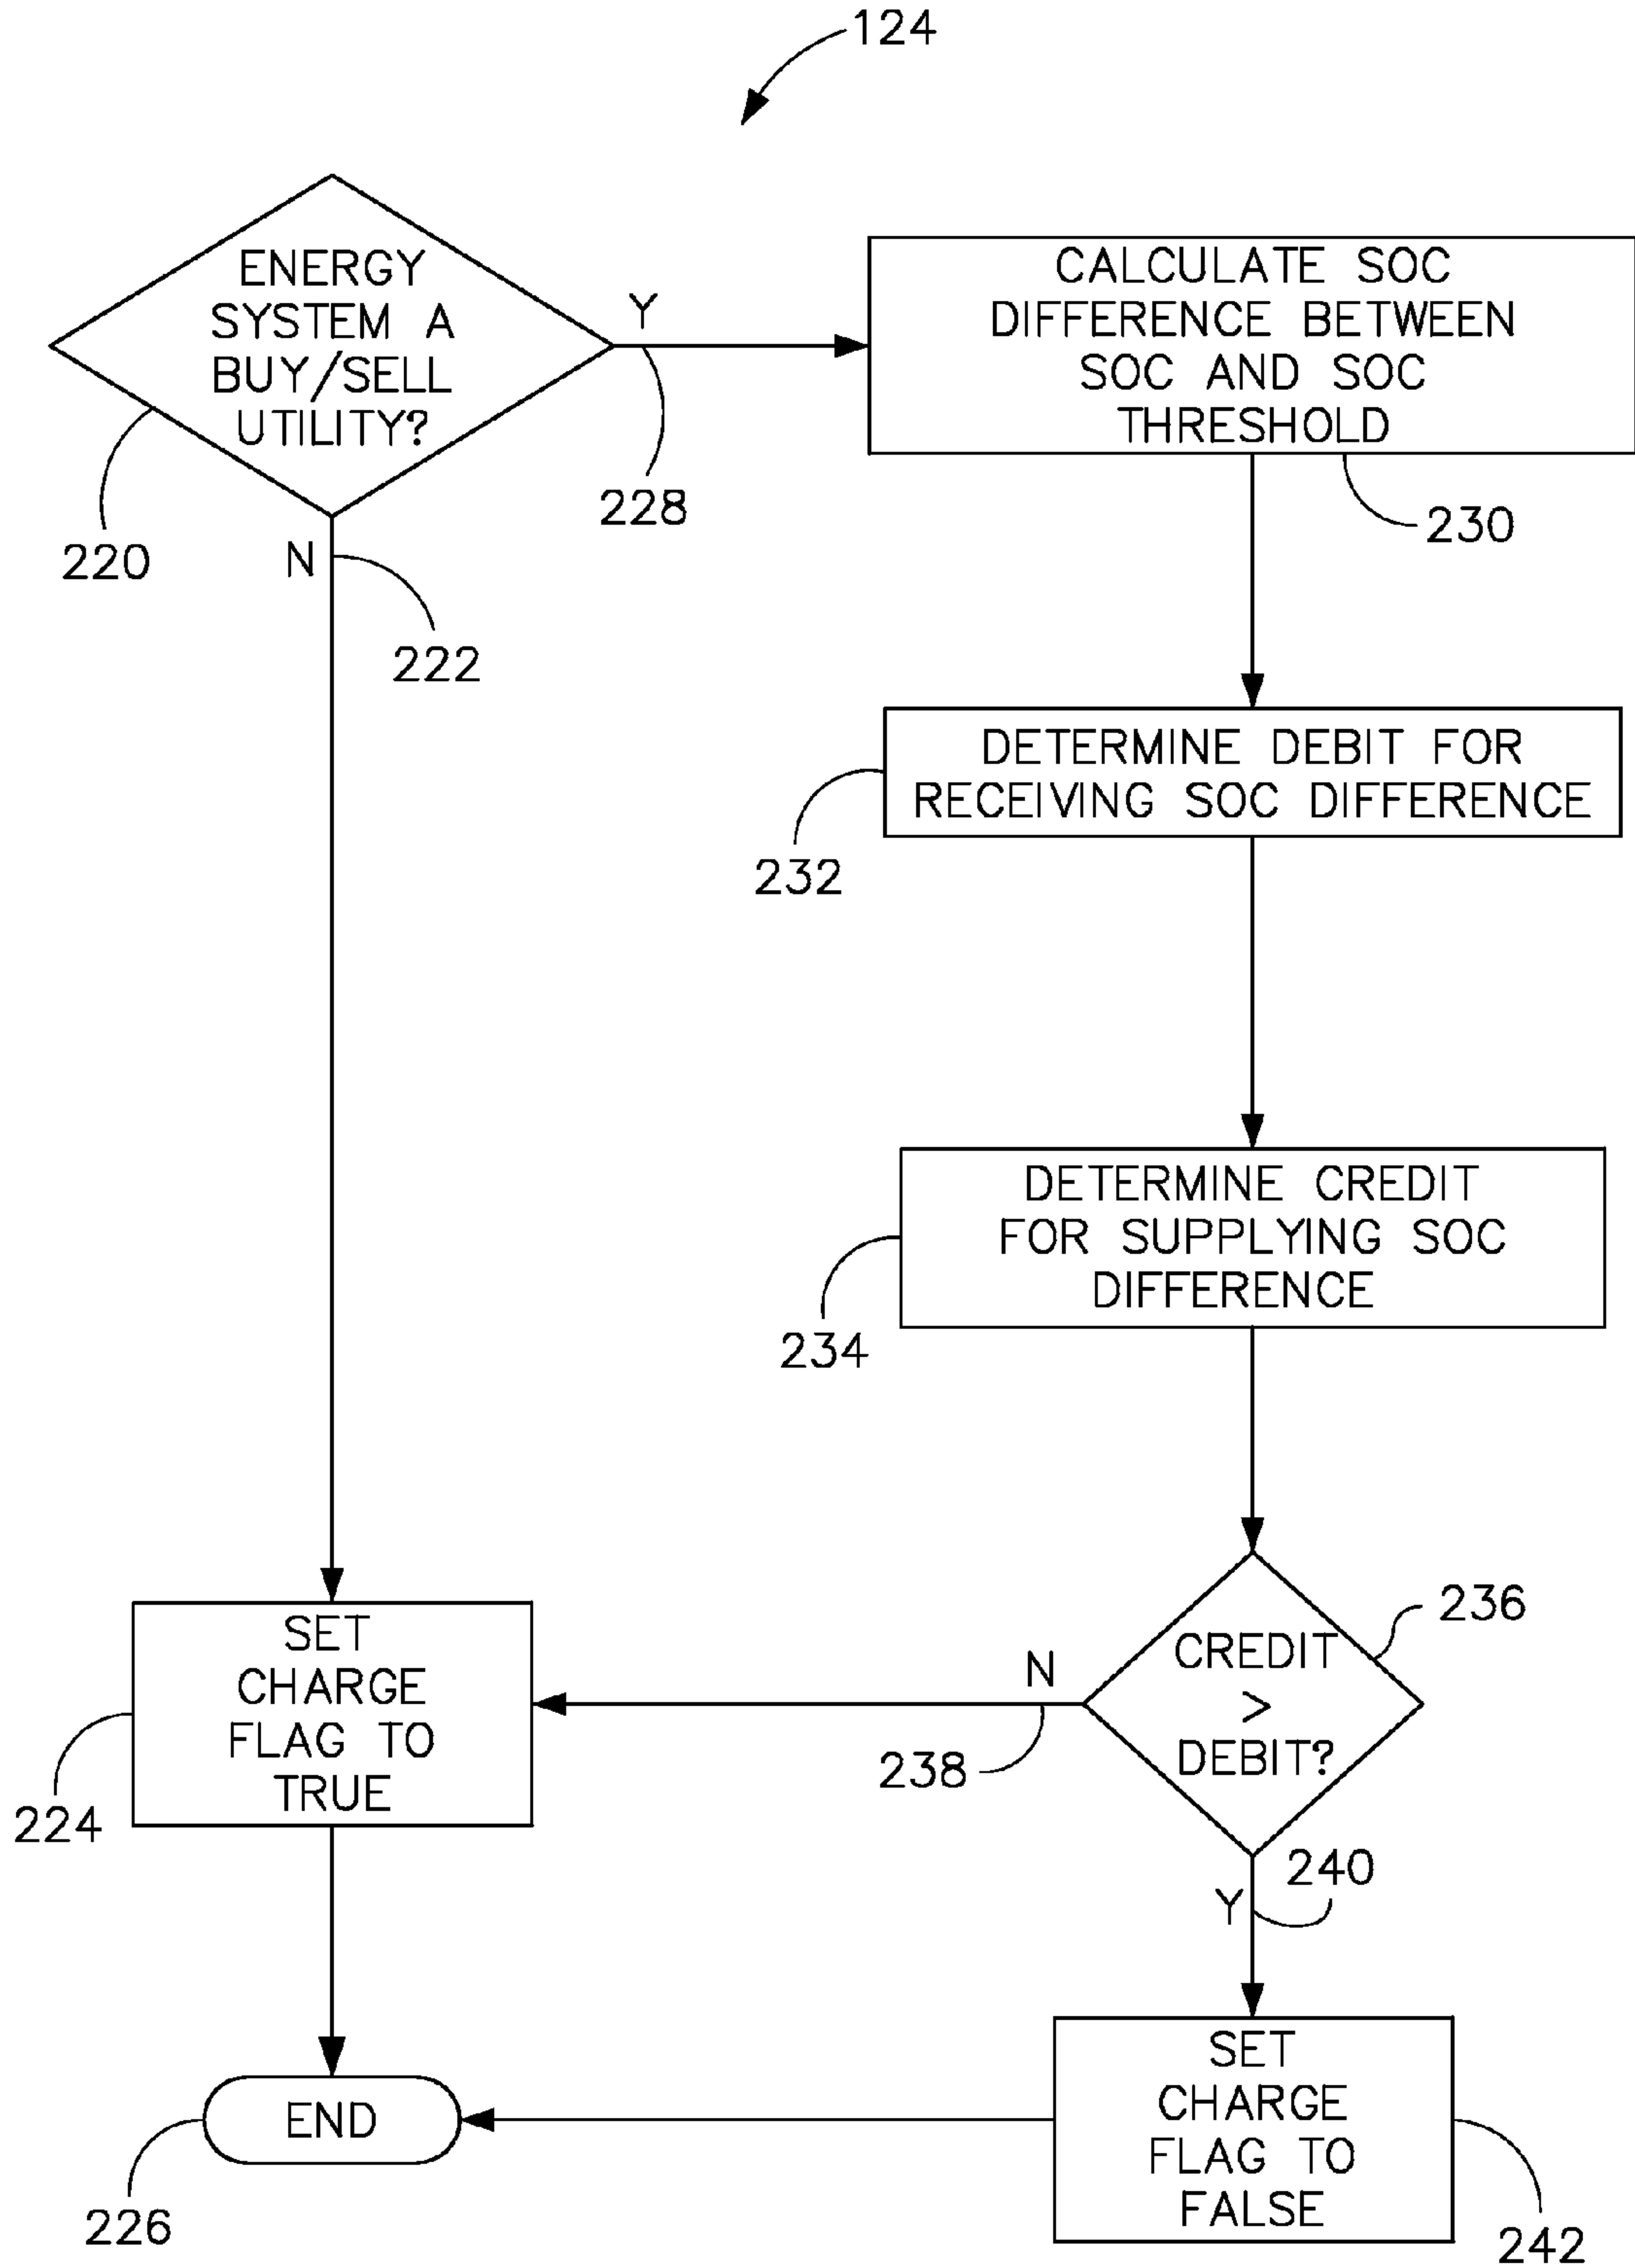 124
ENERGY
SYSTEM A
BUY/SELL
UTILITY?
220
Y
228
N
222
CALCULATE SOC
DIFFERENCE BETWEEN
SOC AND SOC
THRESHOLD
230
DETERMINE DEBIT FOR
RECEIVING SOC DIFFERENCE
232
DETERMINE CREDIT
FOR SUPPLYING SOC
DIFFERENCE
234
CREDIT
>
DEBIT?
236
N
238
SET
CHARGE
FLAG TO
TRUE
224
Y
240
SET
CHARGE
FLAG TO
FALSE
242
END
226